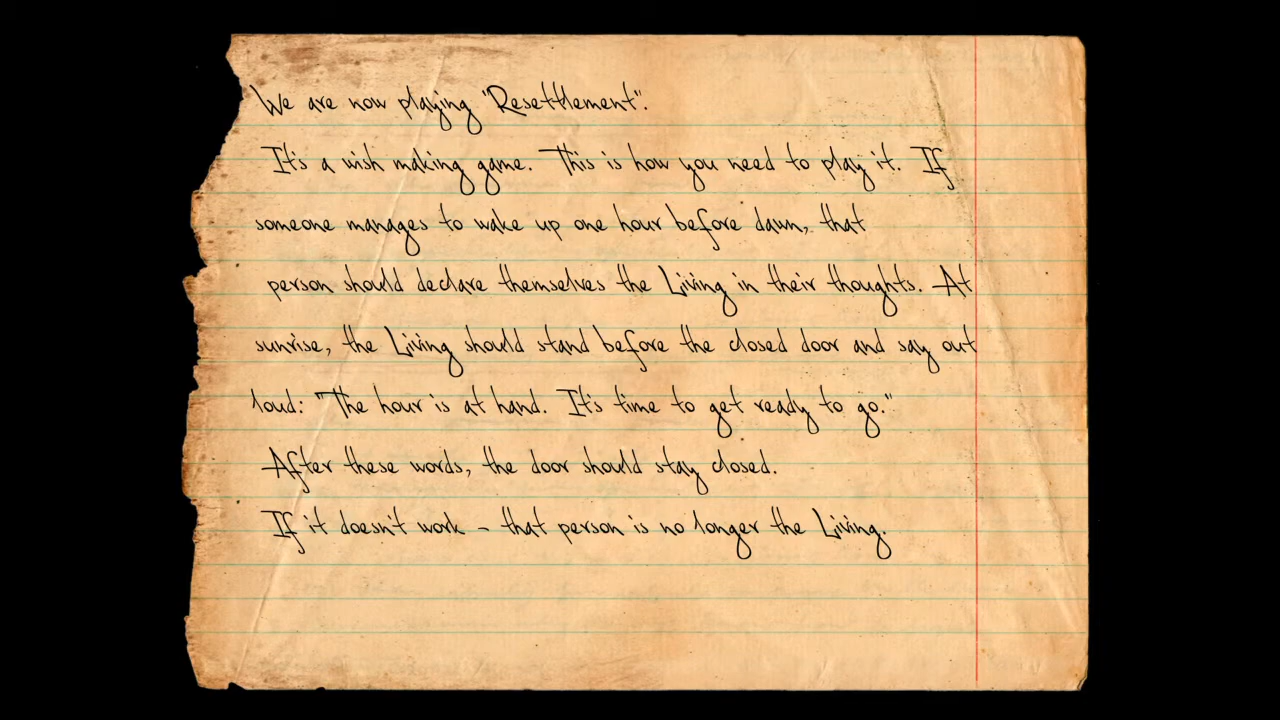 We are now playing "Resettlement".
It's a wish making game. This is how you need to play it. If
someone manages to wake up one hour before dawn, that
person should declare themselves the Living in their thoughts. At
sunrise, the Living should stand before the closed door and say out
loud: "The hour is at hand. It's time to get ready to go."
After these words, the door should stay closed.
If it doesn't work - that person is no longer the Living.